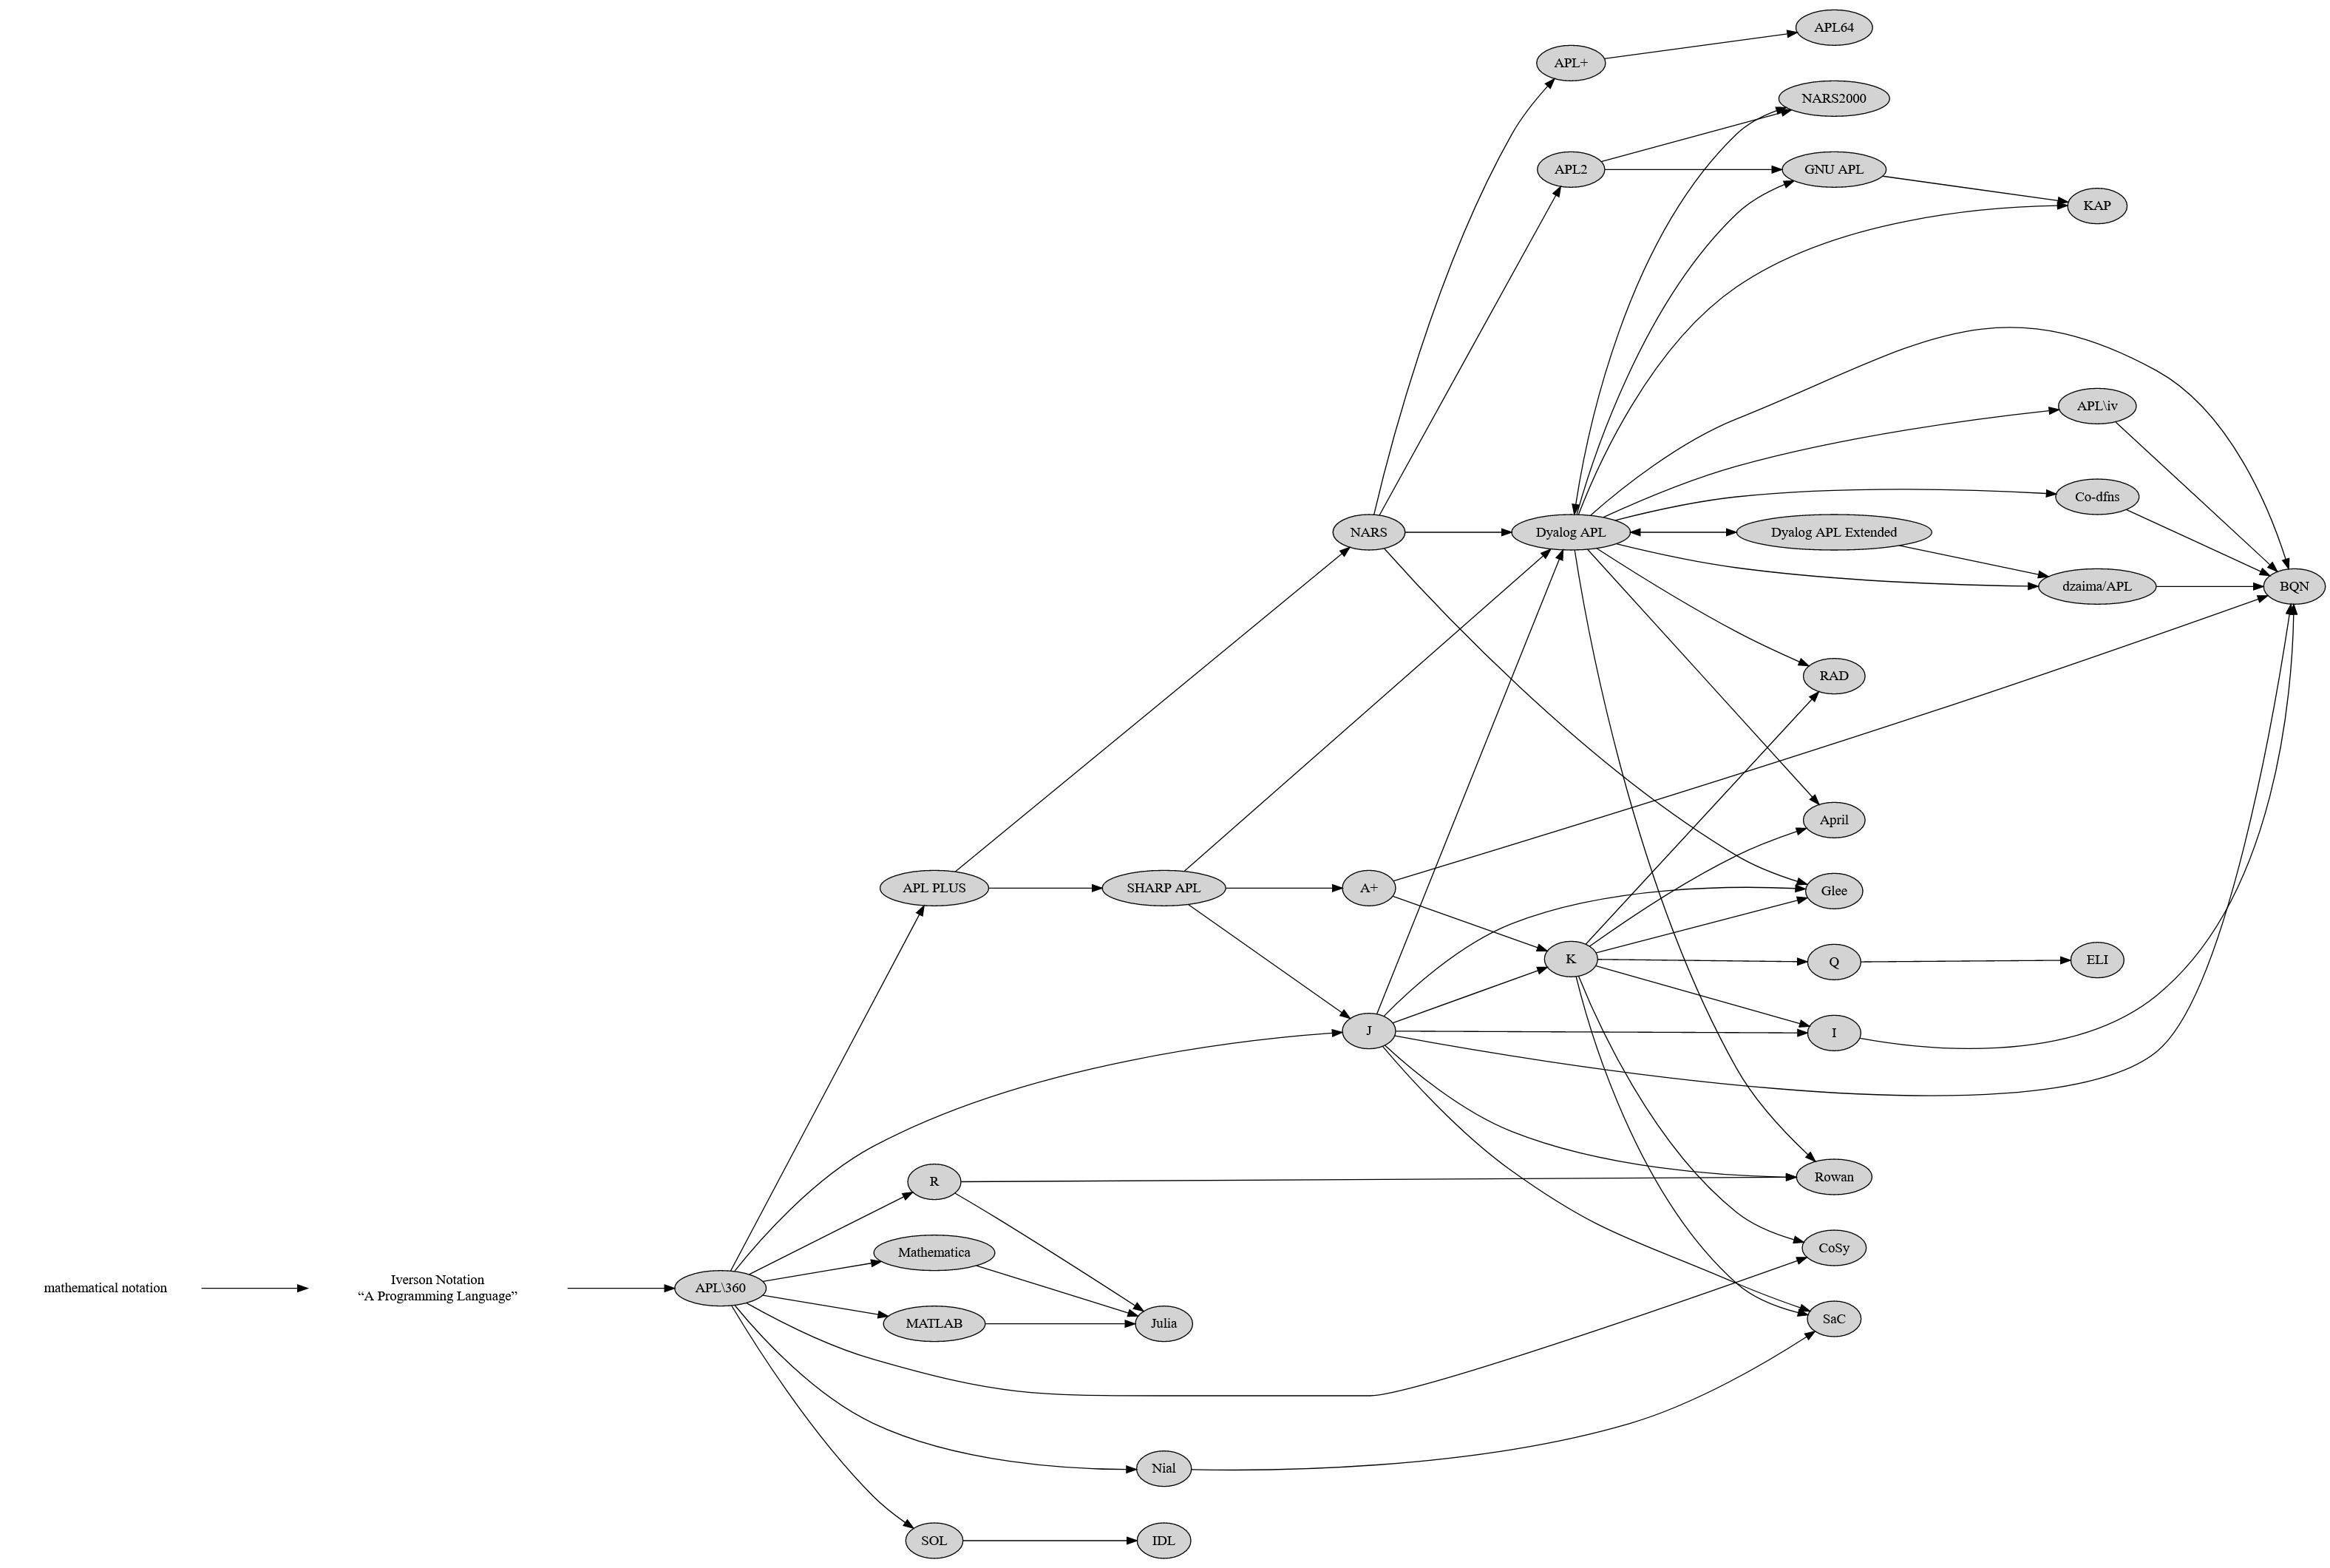 APL64
APL+
NARS2000
APL2
GNU APL
KAP
APL\iv
Co-dfns
NARS
Dyalog APL
Dyalog APL Extended
dzaima/APL
BQN
RAD
April
APL PLUS
SHARP APL
A+
Glee
K
Q
ELI
J
I
R
Rowan
Mathematica
CoSy
mathematical notation
Iverson Notation
“A Programming Language”
APL\360
MATLAB
Julia
SaC
Nial
SOL
IDL